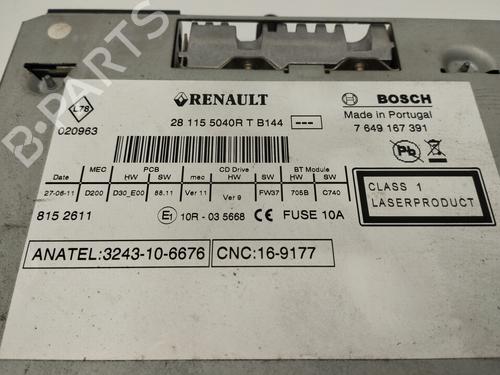 L78
020963
RENAULT
28 115 5040R T B144 ---
BOSCH
Made in Portugal
7 649 167 391
Pb
MEC PCB CD Drive BT Module
Date HW SW mec HW SW HW SW
27-06-11 D200 D30_E00 88.11 Ver 11 Ver 9 FW37 705B C740
CLASS 1
LASERPRODUCT
815 2611
E1 10R - 03 5668 CE FUSE 10A
ANATEL:3243-10-6676
CNC:16-9177
B-PARTS